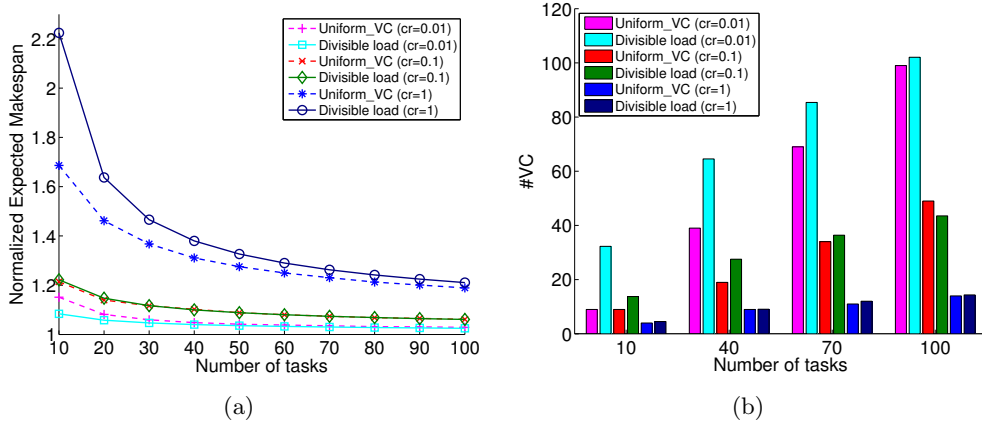 2.2
2
1.8
1.6
1.4
1.2
1
10 20 30 40 50 60 70 80 90 100
Number of tasks
Normalized Expected Makespan
Uniform_VC (cr=0.01)
Divisible load (cr=0.01)
Uniform_VC (cr=0.1)
Divisible load (cr=0.1)
Uniform_VC (cr=1)
Divisible load (cr=1)
(a)
120
100
80
60
40
20
0
10 40 70 100
Number of tasks
#VC
Uniform_VC (cr=0.01)
Divisible load (cr=0.01)
Uniform_VC (cr=0.1)
Divisible load (cr=0.1)
Uniform_VC (cr=1)
Divisible load (cr=1)
(b)